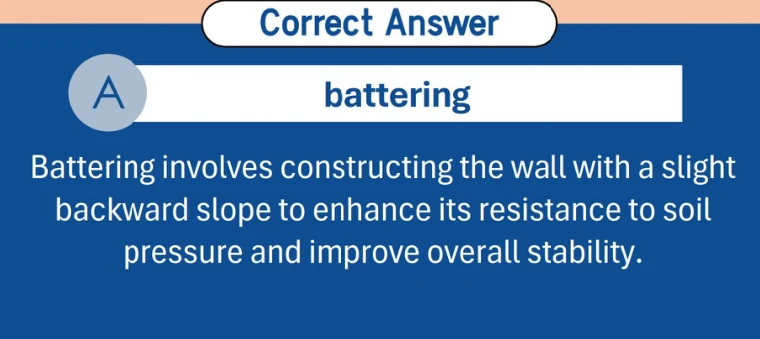 Correct Answer
A
battering
Battering involves constructing the wall with a slight
backward slope to enhance its resistance to soil
pressure and improve overall stability.